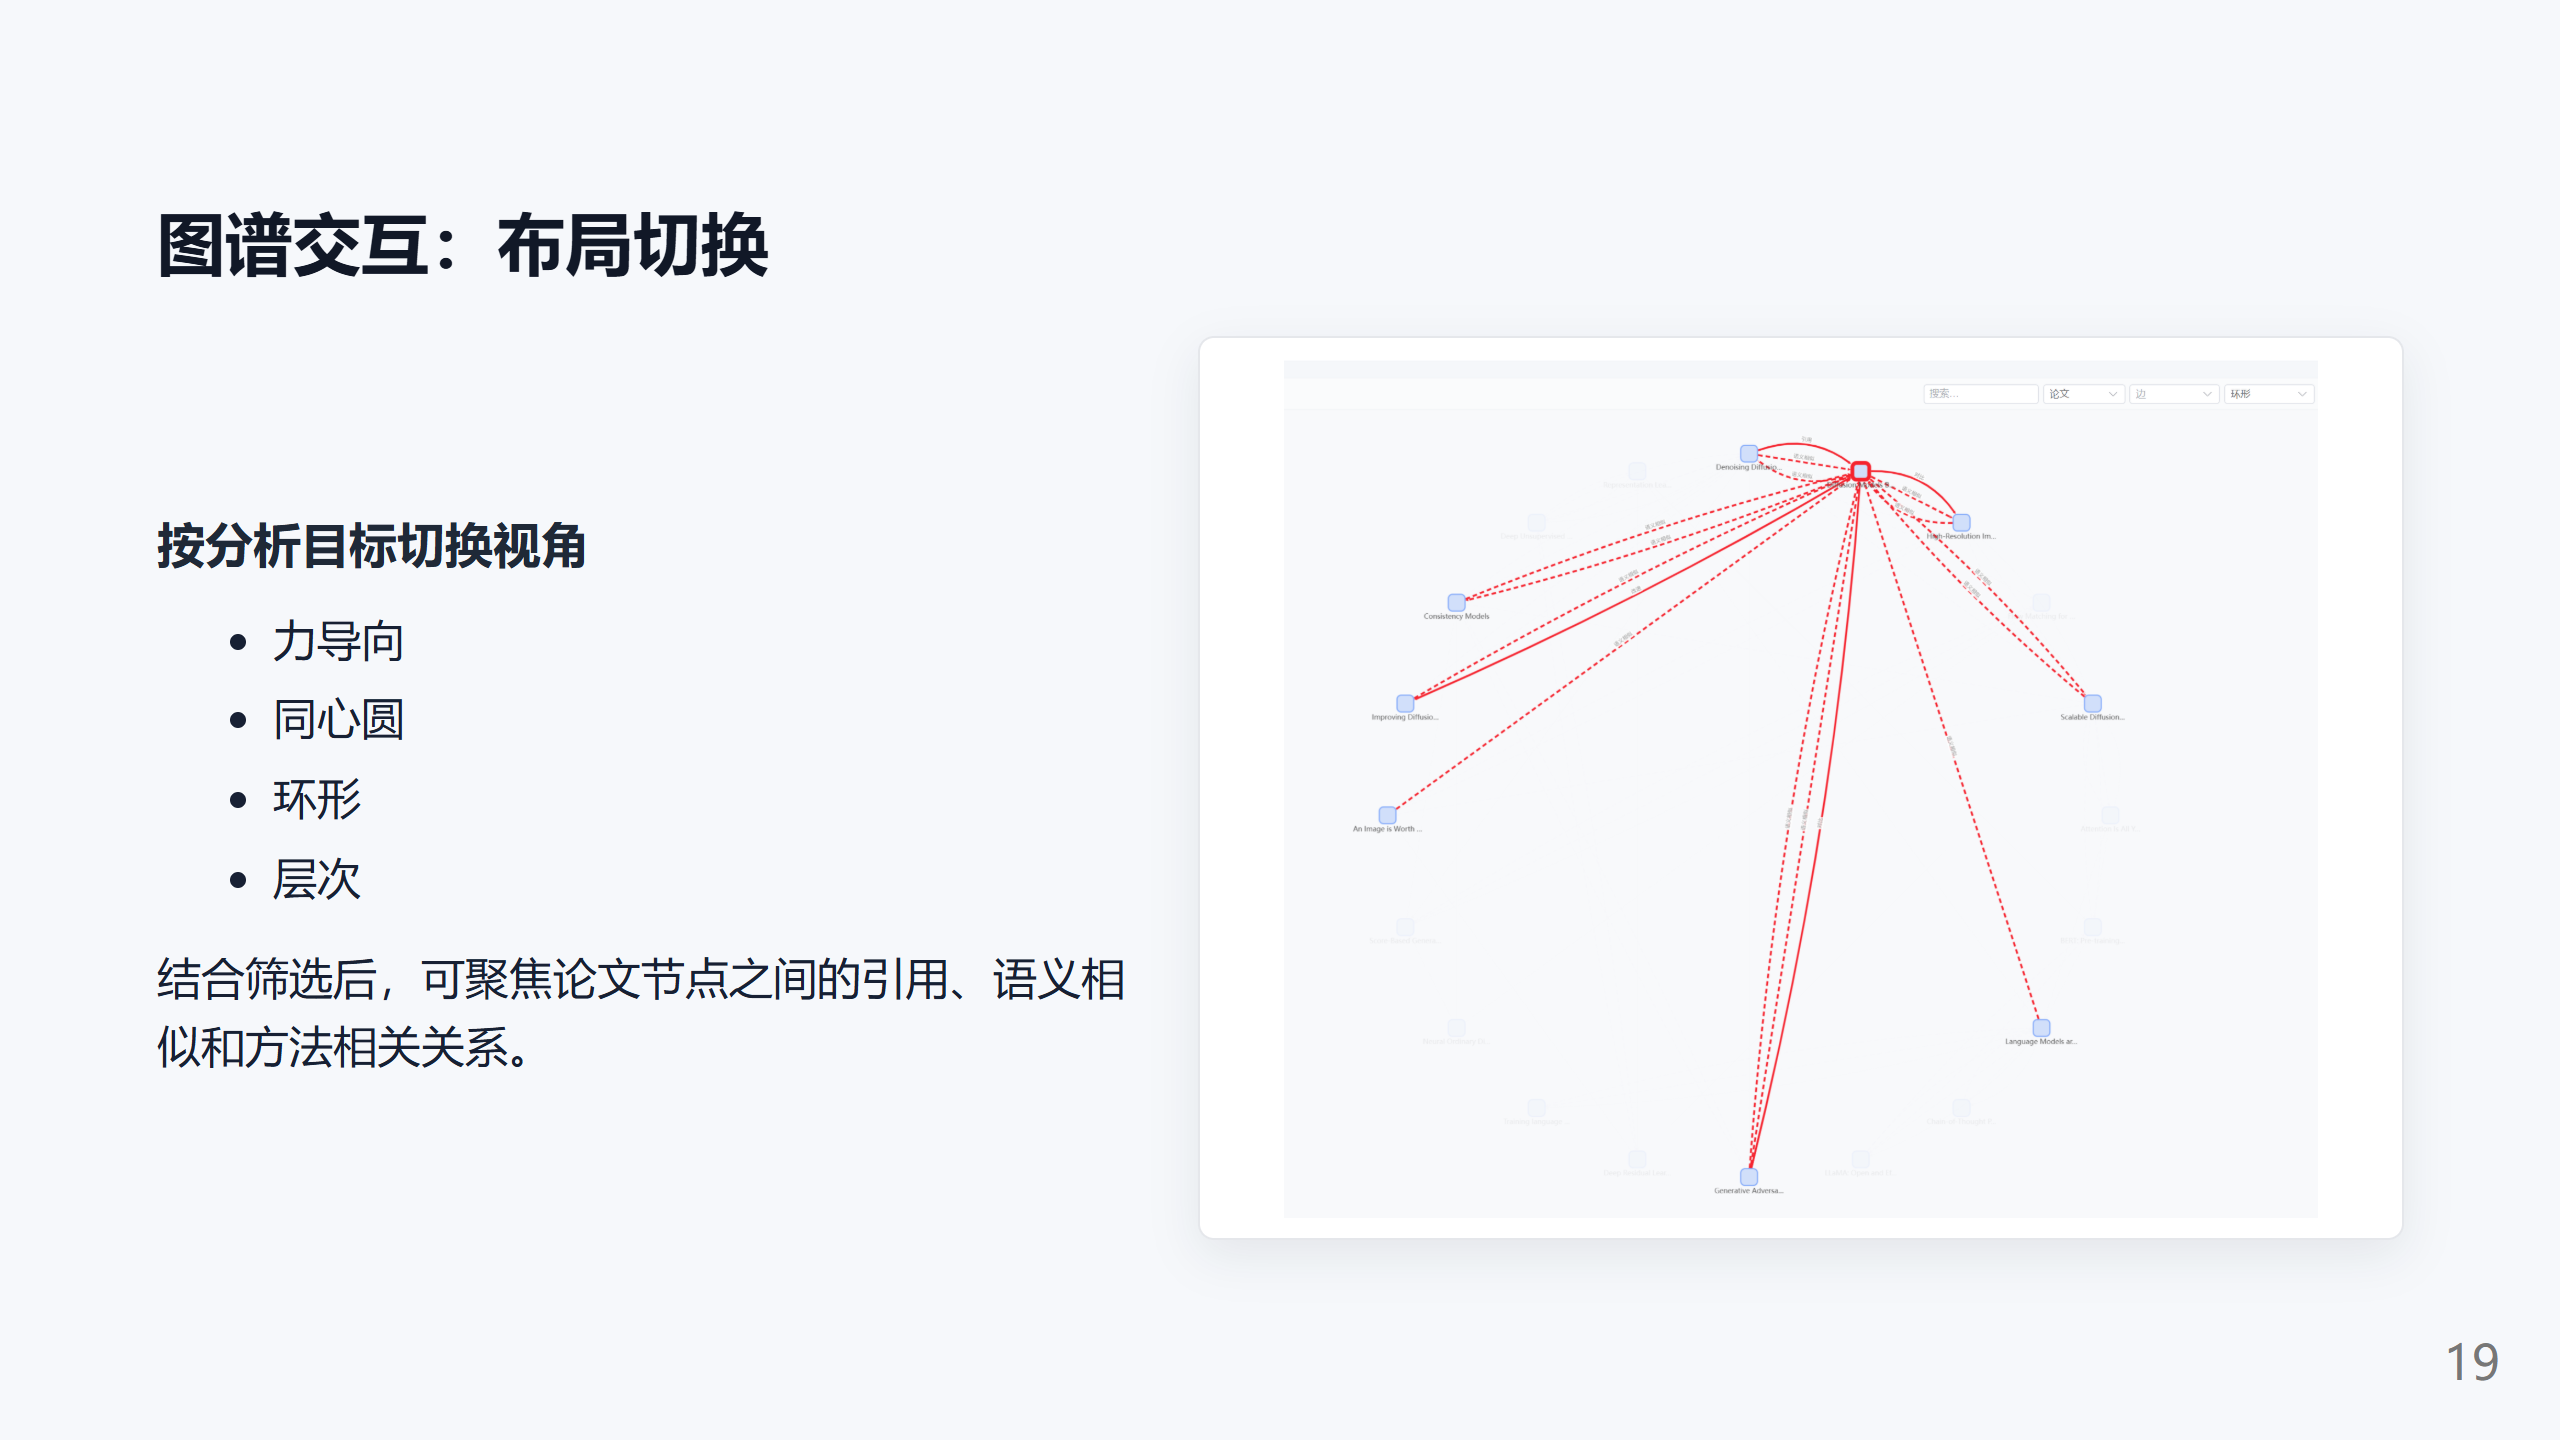 图谱交互：布局切换
按分析目标切换视角
• 力导向
• 同心圆
• 环形
• 层次
结合筛选后，可聚焦论文节点之间的引用、语义相
似和方法相关关系。
搜索... 论文 边 环形
Denoising Diffusio...
High-Resolution Im...
Consistency Models
Improving Diffusio...
Scalable Diffusion...
An Image is Worth ...
Language Models ar...
Generative Adversa...
19